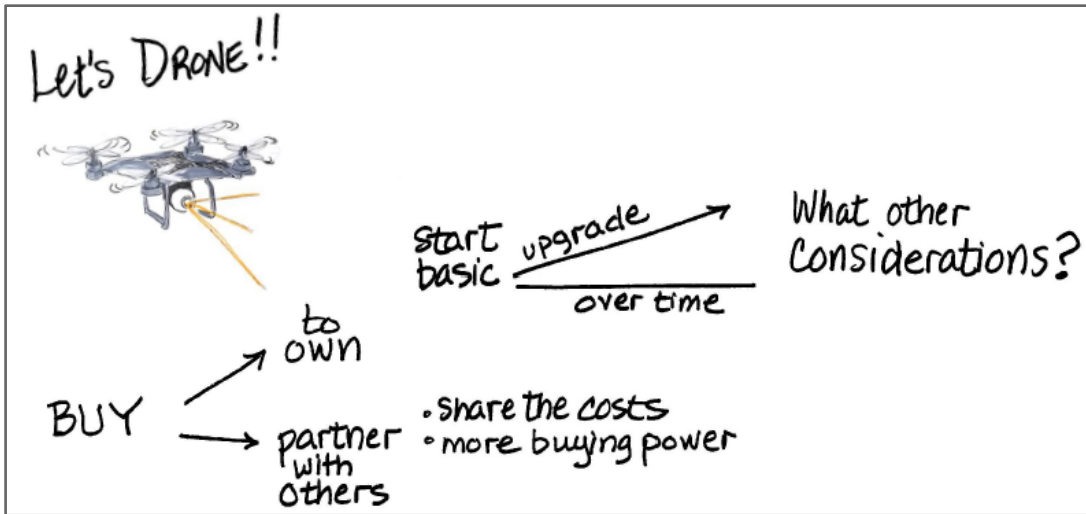 Let's DRONE!!
start
basic
upgrade
over time
What other
Considerations?
BUY
to
own
partner
with
others
• Share the costs
• more buying power